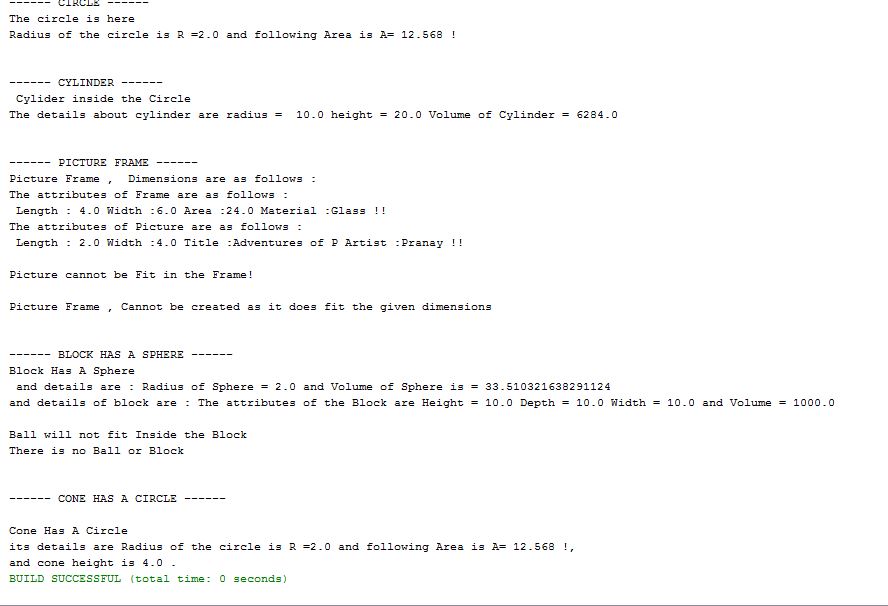 ------ CIRCLE ------
The circle is here
Radius of the circle is R =2.0 and following Area is A= 12.568 !
------ CYLINDER ------
Cylider inside the Circle
The details about cylinder are radius =  10.0 height = 20.0 Volume of Cylinder = 6284.0
------ PICTURE FRAME ------
Picture Frame ,  Dimensions are as follows :
The attributes of Frame are as follows :
Length : 4.0 Width :6.0 Area :24.0 Material :Glass !!
The attributes of Picture are as follows :
Length : 2.0 Width :4.0 Title :Adventures of P Artist :Pranay !!
Picture cannot be Fit in the Frame!
Picture Frame , Cannot be created as it does fit the given dimensions
------ BLOCK HAS A SPHERE ------
Block Has A Sphere
and details are : Radius of Sphere = 2.0 and Volume of Sphere is = 33.510321638291124
and details of block are : The attributes of the Block are Height = 10.0 Depth = 10.0 Width = 10.0 and Volume = 1000.0
Ball will not fit Inside the Block
There is no Ball or Block
------ CONE HAS A CIRCLE ------
Cone Has A Circle
its details are Radius of the circle is R =2.0 and following Area is A= 12.568 !,
and cone height is 4.0 .
BUILD SUCCESSFUL (total time: 0 seconds)